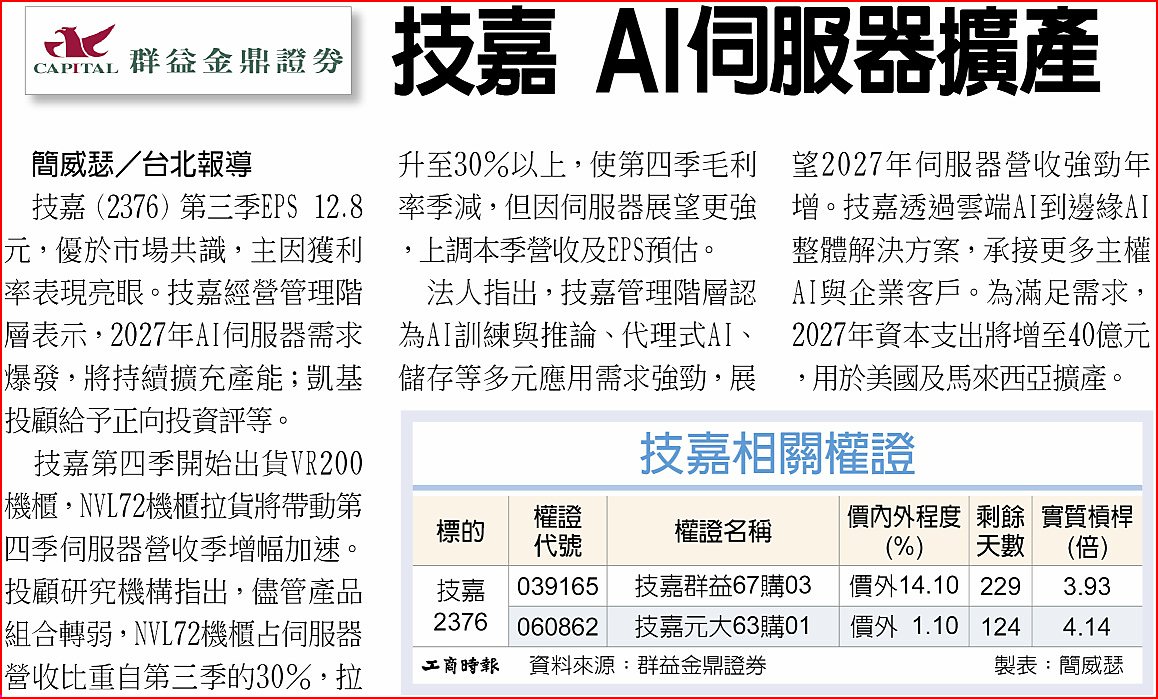 CAPITAL 群益金鼎證券
技嘉 AI伺服器擴產
簡威瑟／台北報導
技嘉（2376）第三季EPS 12.8
元，優於市場共識，主因獲利
率表現亮眼。技嘉經營管理階
層表示，2027年AI伺服器需求
爆發，將持續擴充產能；凱基
投顧給予正向投資評等。
技嘉第四季開始出貨VR200
機櫃，NVL72機櫃拉貨將帶動第
四季伺服器營收季增幅加速。
投顧研究機構指出，儘管產品
組合轉弱，NVL72機櫃占伺服器
營收比重自第三季的30%，拉
升至30%以上，使第四季毛利
率季減，但因伺服器展望更強
，上調本季營收及EPS預估。
法人指出，技嘉管理階層認
為AI訓練與推論、代理式AI、
儲存等多元應用需求強勁，展
望2027年伺服器營收強勁年
增。技嘉透過雲端AI到邊緣AI
整體解決方案，承接更多主權
AI與企業客戶。為滿足需求，
2027年資本支出將增至40億元
，用於美國及馬來西亞擴產。
技嘉相關權證
標的 權證代號 權證名稱 價內外程度(%) 剩餘天數 實質槓桿(倍)
技嘉2376 039165 技嘉群益67購03 價外14.10 229 3.93
060862 技嘉元大63購01 價外 1.10 124 4.14
工商時報 資料來源：群益金鼎證券 製表：簡威瑟